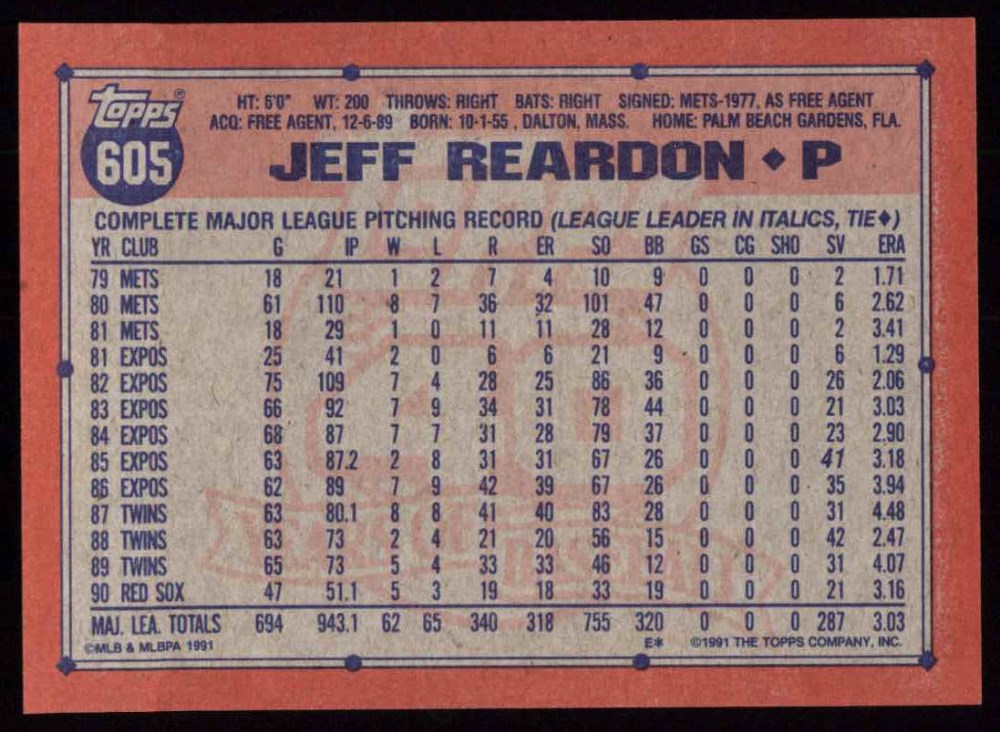 Topps®
605
HT: 6'0" WT: 200 THROWS: RIGHT BATS: RIGHT SIGNED: METS-1977, AS FREE AGENT
ACQ: FREE AGENT, 12-6-89 BORN: 10-1-55 , DALTON, MASS. HOME: PALM BEACH GARDENS, FLA.
JEFF REARDON ◆ P
COMPLETE MAJOR LEAGUE PITCHING RECORD (LEAGUE LEADER IN ITALICS, TIE◆)
YR CLUB G IP W L R ER SO BB GS CG SHO SV ERA
79 METS 18 21 1 2 7 4 10 9 0 0 0 2 1.71
80 METS 61 110 8 7 36 32 101 47 0 0 0 6 2.62
81 METS 18 29 1 0 11 11 28 12 0 0 0 2 3.41
81 EXPOS 25 41 2 0 6 6 21 9 0 0 0 6 1.29
82 EXPOS 75 109 7 4 28 25 86 36 0 0 0 26 2.06
83 EXPOS 66 92 7 9 34 31 78 44 0 0 0 21 3.03
84 EXPOS 68 87 7 7 31 28 79 37 0 0 0 23 2.90
85 EXPOS 63 87.2 2 8 31 31 67 26 0 0 0 41 3.18
86 EXPOS 62 89 7 9 42 39 67 26 0 0 0 35 3.94
87 TWINS 63 80.1 8 8 41 40 83 28 0 0 0 31 4.48
88 TWINS 63 73 2 4 21 20 56 15 0 0 0 42 2.47
89 TWINS 65 73 5 4 33 33 46 12 0 0 0 31 4.07
90 RED SOX 47 51.1 5 3 19 18 33 19 0 0 0 21 3.16
MAJ. LEA. TOTALS 694 943.1 62 65 340 318 755 320 0 0 0 287 3.03
©MLB & MLBPA 1991 E* ©1991 THE TOPPS COMPANY, INC.
40
YEARS OF BASEBALL